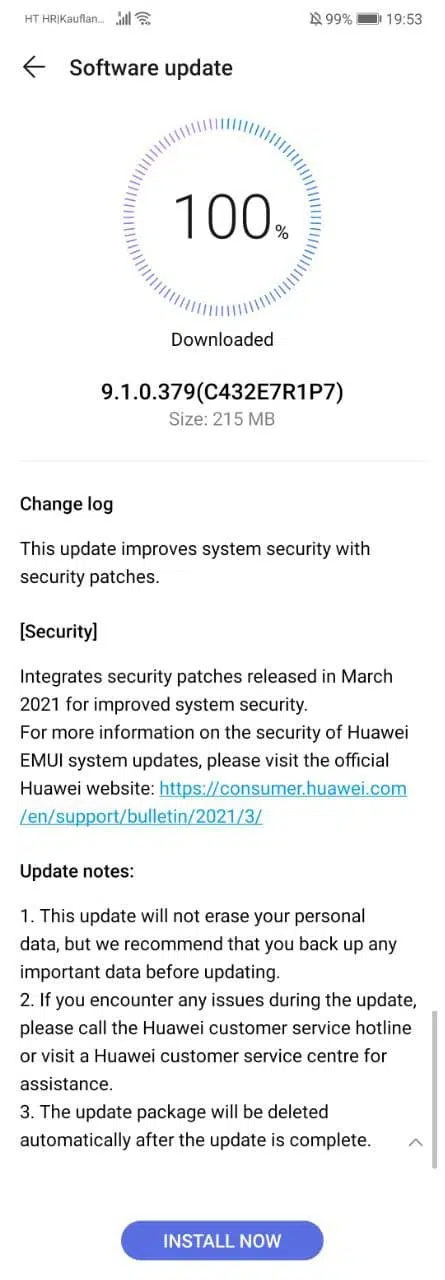 HT HR|Kauflan... 99% 19:53
Software update
100%
Downloaded
9.1.0.379(C432E7R1P7)
Size: 215 MB
Change log
This update improves system security with
security patches.
[Security]
Integrates security patches released in March
2021 for improved system security.
For more information on the security of Huawei
EMUI system updates, please visit the official
Huawei website: https://consumer.huawei.com
/en/support/bulletin/2021/3/
Update notes:
1. This update will not erase your personal
data, but we recommend that you back up any
important data before updating.
2. If you encounter any issues during the update,
please call the Huawei customer service hotline
or visit a Huawei customer service centre for
assistance.
3. The update package will be deleted
automatically after the update is complete.
INSTALL NOW